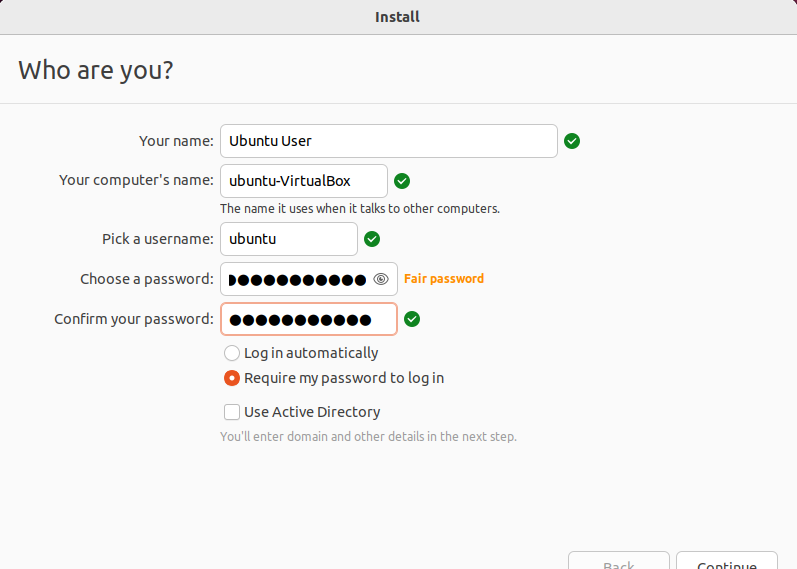 Install
Who are you?
Your name: Ubuntu User
Your computer's name: ubuntu-VirtualBox
The name it uses when it talks to other computers.
Pick a username: ubuntu
Choose a password: ●●●●●●●●●●● Fair password
Confirm your password: ●●●●●●●●●●●
Log in automatically
Require my password to log in
Use Active Directory
You'll enter domain and other details in the next step.
Back Continue